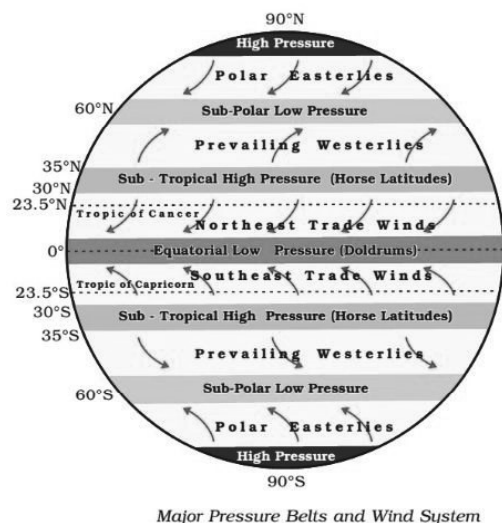 90°N
High Pressure
Polar Easterlies
60°N
Sub-Polar Low Pressure
Prevailing Westerlies
35°N
Sub - Tropical High Pressure (Horse Latitudes)
30°N
23.5°N
Tropic of Cancer
Northeast Trade Winds
0°
Equatorial Low Pressure (Doldrums)
Southeast Trade Winds
Tropic of Capricorn
23.5°S
30°S
Sub - Tropical High Pressure (Horse Latitudes)
35°S
Prevailing Westerlies
60°S
Sub-Polar Low Pressure
Polar Easterlies
High Pressure
90°S
Major Pressure Belts and Wind System